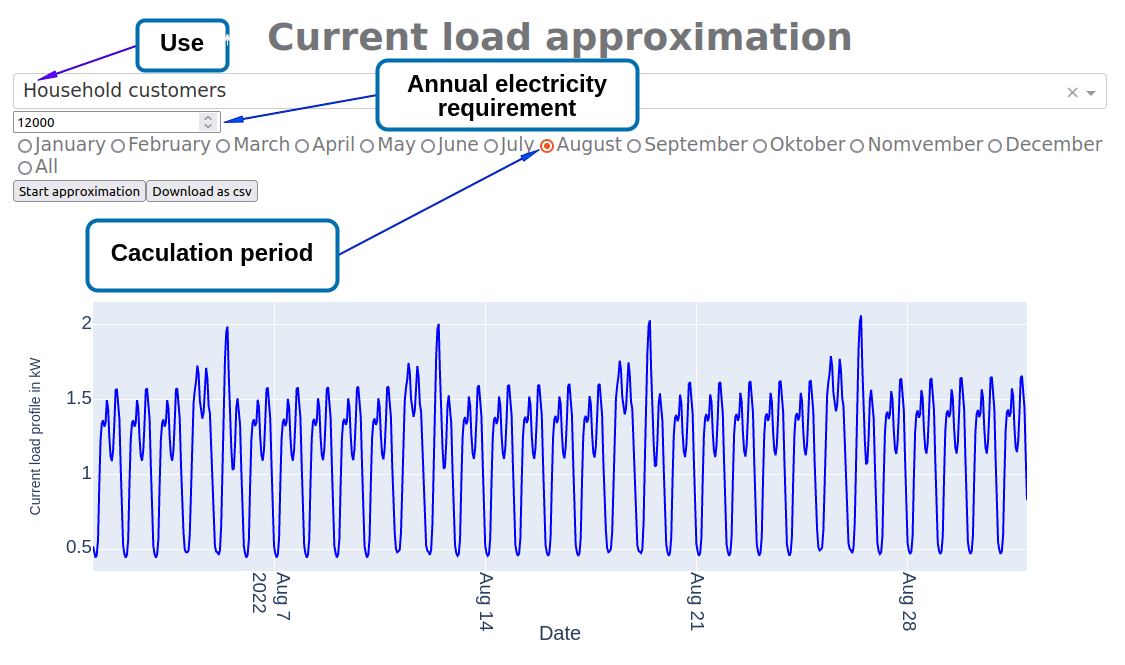 Current load approximation
Use
Household customers
Annual electricity
requirement
12000
January February March April May June July August September Oktober Nomvember December
All
Start approximation Download as csv
Caculation period
Current load profile in kW
2
1.5
1
0.5
Aug 7
2022
Aug 14
Aug 21
Aug 28
Date